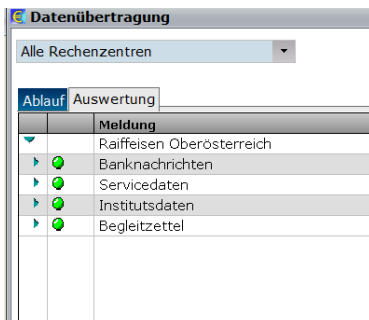 Datenübertragung
Alle Rechenzentren
Ablauf Auswertung
Meldung
Raiffeisen Oberösterreich
Banknachrichten
Servicedaten
Institutsdaten
Begleitzettel